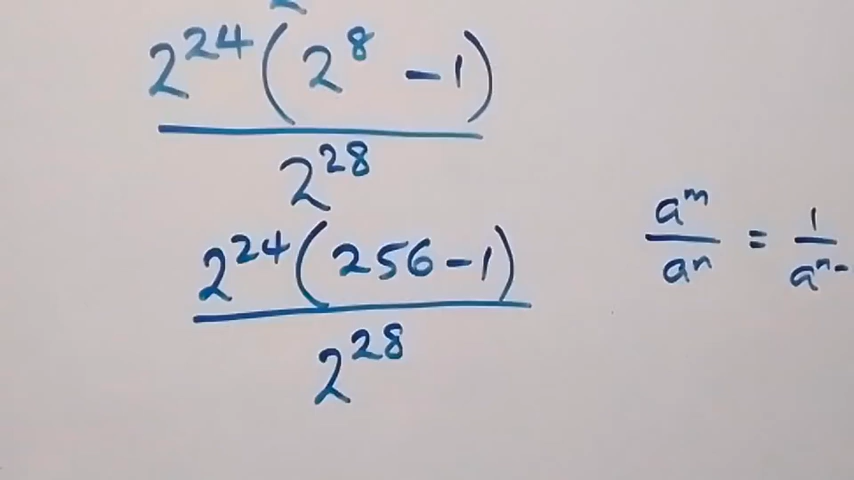 2^24 (2^8 - 1)
2^28
2^24 (256 - 1)
2^28
a^m / a^n = 1 / a^n-